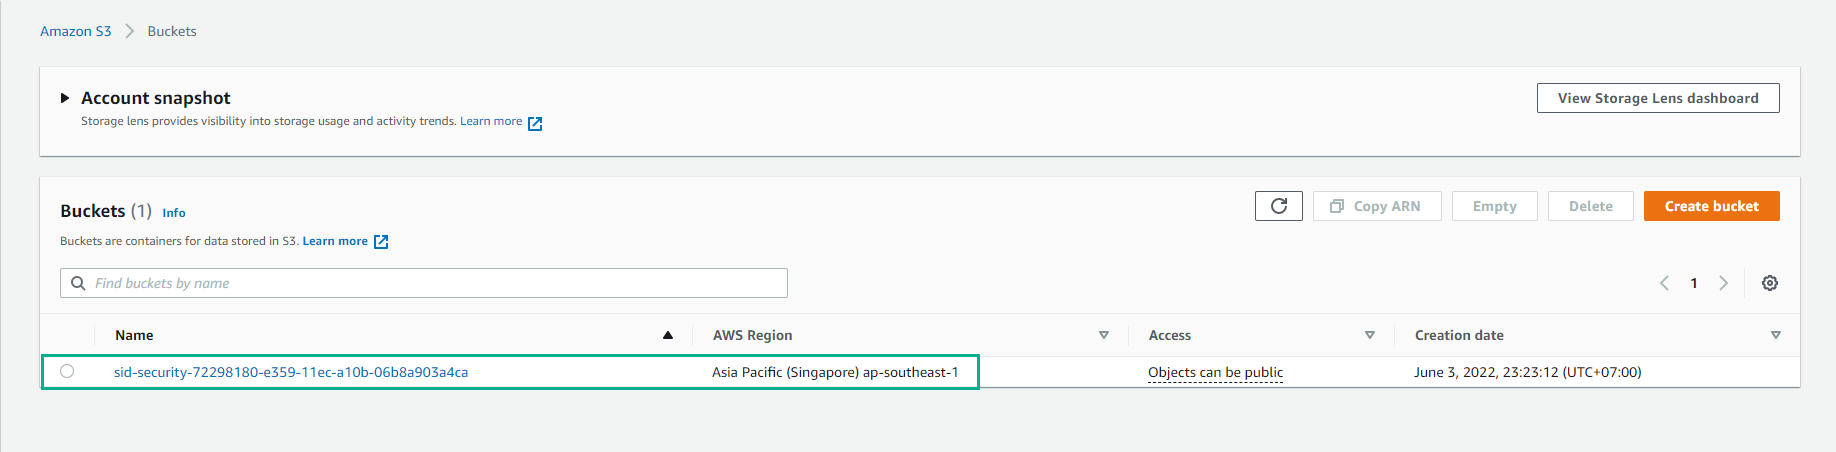 Amazon S3 > Buckets
Account snapshot
View Storage Lens dashboard
Storage lens provides visibility into storage usage and activity trends. Learn more
Buckets (1) Info
Copy ARN Empty Delete Create bucket
Buckets are containers for data stored in S3. Learn more
Find buckets by name
1
Name AWS Region Access Creation date
sid-security-72298180-e359-11ec-a10b-06b8a903a4ca Asia Pacific (Singapore) ap-southeast-1 Objects can be public June 3, 2022, 23:23:12 (UTC+07:00)